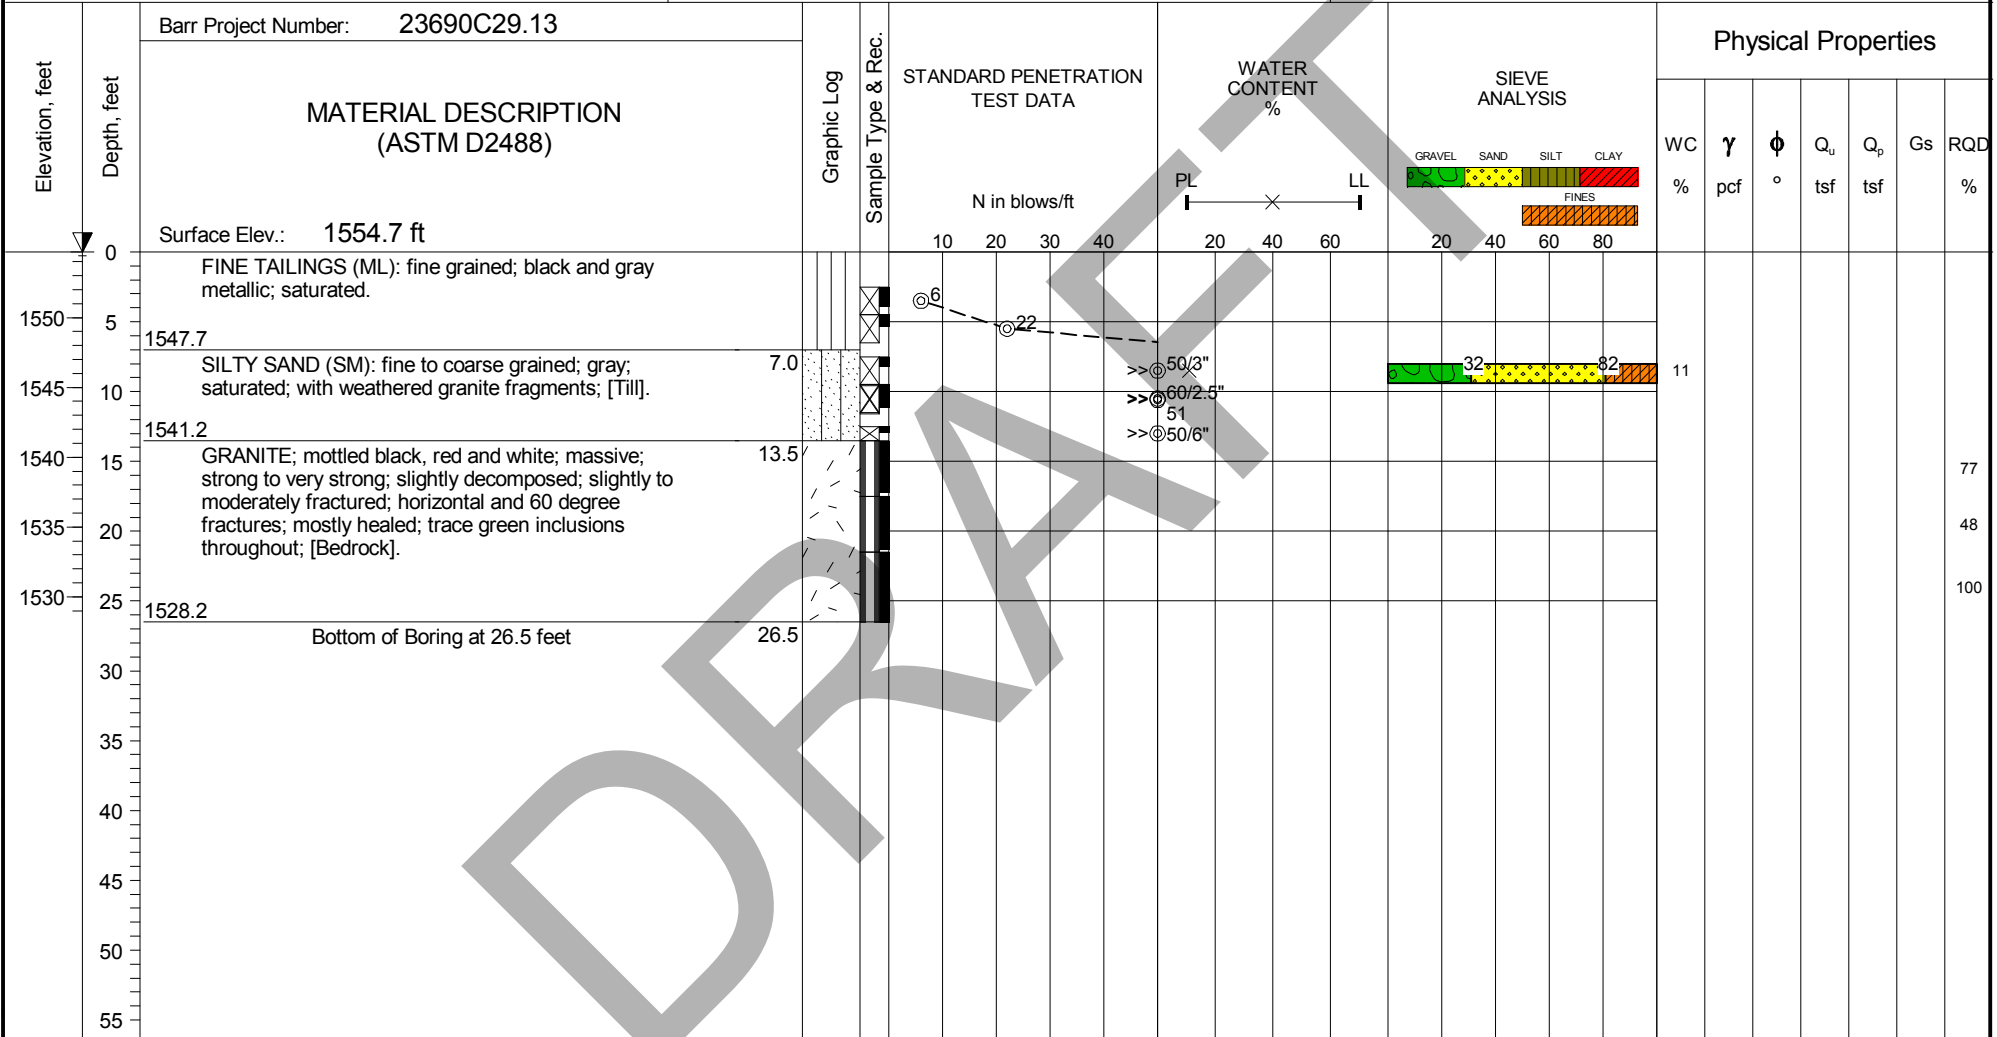 Barr Project Number: 23690C29.13
Elevation, feet
Depth, feet
MATERIAL DESCRIPTION
(ASTM D2488)
Surface Elev.: 1554.7 ft
Graphic Log
Sample Type & Rec.
STANDARD PENETRATION
TEST DATA
N in blows/ft
10 20 30 40
WATER
CONTENT
%
PL LL
20 40 60
SIEVE
ANALYSIS
GRAVEL SAND SILT CLAY
FINES
20 40 60 80
Physical Properties
WC γ ϕ Qu Qp Gs RQD
% pcf ° tsf tsf %
0
FINE TAILINGS (ML): fine grained; black and gray
metallic; saturated.
6
1550 5 22
1547.7
7.0
SILTY SAND (SM): fine to coarse grained; gray;
saturated; with weathered granite fragments; [Till].
>> 50/3" 32 82 11
1545 10
>> 60/2.5"
51
>> 50/6"
1541.2
13.5
GRANITE; mottled black, red and white; massive;
strong to very strong; slightly decomposed; slightly to
moderately fractured; horizontal and 60 degree
fractures; mostly healed; trace green inclusions
throughout; [Bedrock].
1540 15 77
1535 20 48
1530 25 100
1528.2
26.5
Bottom of Boring at 26.5 feet
30
35
40
45
50
55
DRAFT